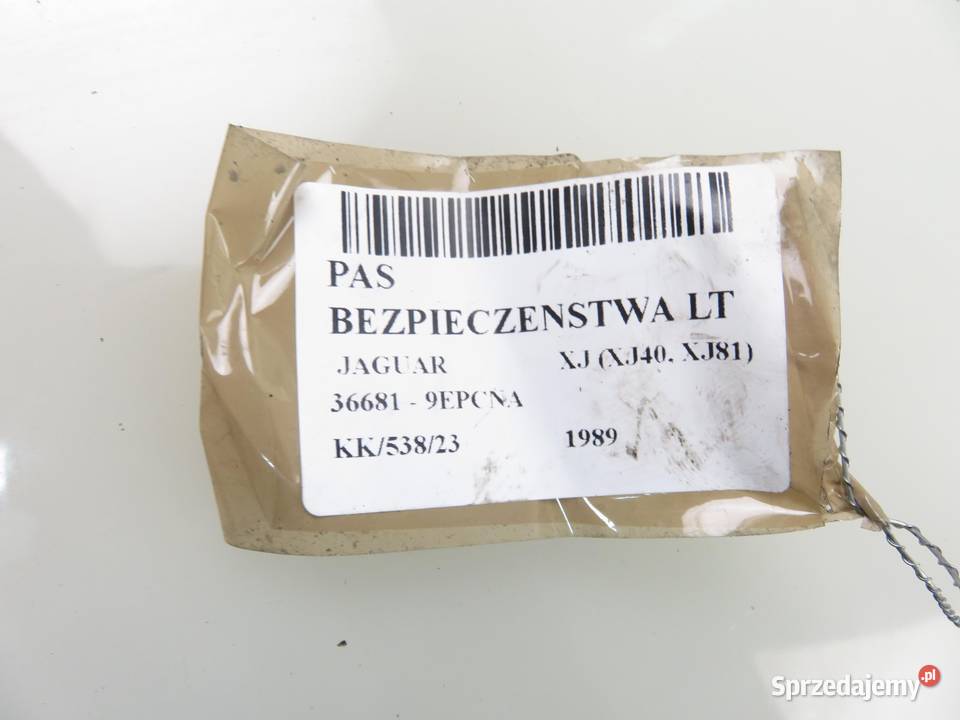 PAS
BEZPIECZENSTWA LT
JAGUAR XJ (XJ40, XJ81)
36681 - 9EPCNA
KK/538/23 1989
Sprzedajemy.pl